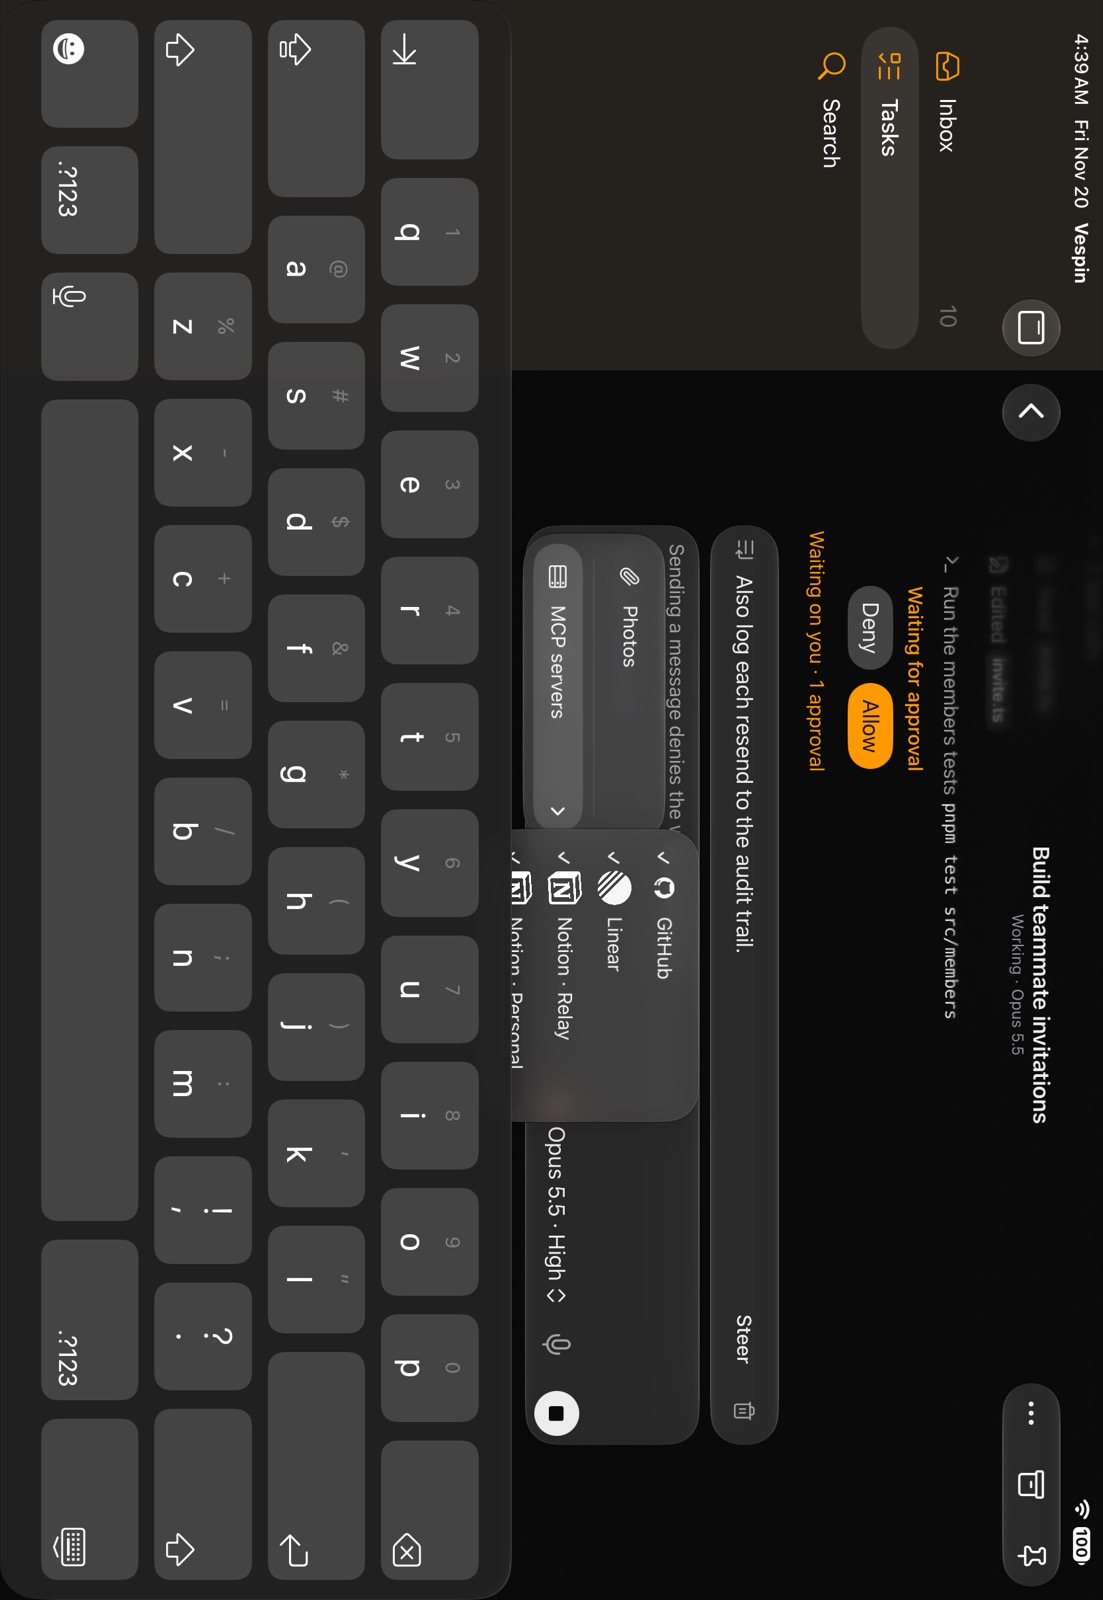 4:39 AM Fri Nov 20 Vespin
100
Inbox 10
Tasks
Search
Build teammate invitations
Working · Opus 5.5
Edited invite.ts
Run the members tests pnpm test src/members
Waiting for approval
Deny Allow
Waiting on you · 1 approval
Also log each resend to the audit trail. Steer
Sending a message denies the
Photos
MCP servers
GitHub
Linear
Notion · Relay
Notion · Personal
Opus 5.5 · High
1 2 3 4 5 6 7 8 9 0
q w e r t y u i o p
@ # $ & * ( ) ' "
a s d f g h j k l
% - + = / ; : ! ?
z x c v b n m , .
.?123 .?123